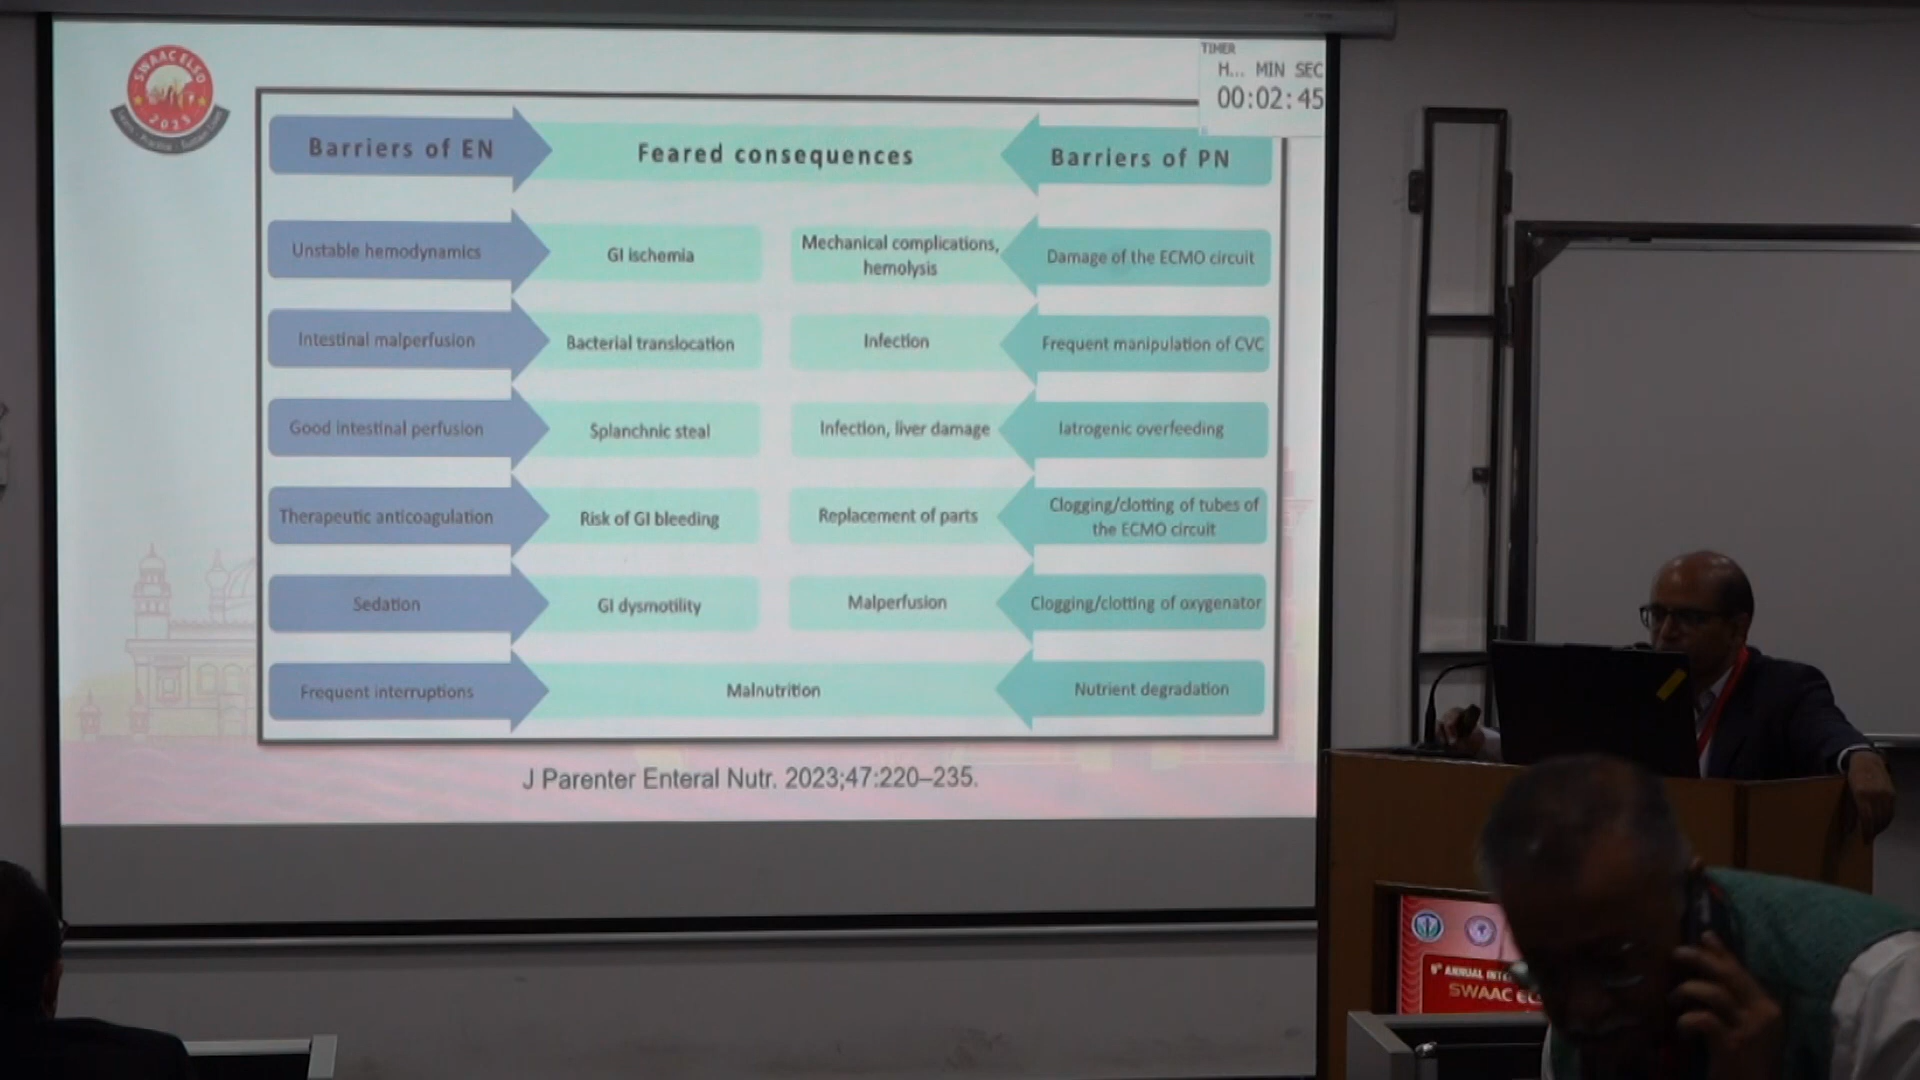 SWAAC ELSO
2023
TIMER
H... MIN SEC
00:02:45
Barriers of EN
Feared consequences
Barriers of PN
Unstable hemodynamics
GI ischemia
Mechanical complications,
hemolysis
Damage of the ECMO circuit
Intestinal malperfusion
Bacterial translocation
Infection
Frequent manipulation of CVC
Good intestinal perfusion
Splanchnic steal
Infection, liver damage
Iatrogenic overfeeding
Therapeutic anticoagulation
Risk of GI bleeding
Replacement of parts
Clogging/clotting of tubes of
the ECMO circuit
Sedation
GI dysmotility
Malperfusion
Clogging/clotting of oxygenator
Frequent interruptions
Malnutrition
Nutrient degradation
J Parenter Enteral Nutr. 2023;47:220–235.
ANNUAL
SWAAC